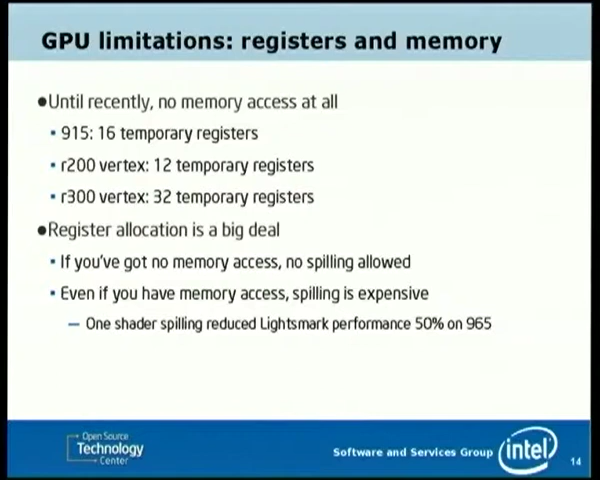 GPU limitations: registers and memory
●Until recently, no memory access at all
▪ 915: 16 temporary registers
▪ r200 vertex: 12 temporary registers
▪ r300 vertex: 32 temporary registers
●Register allocation is a big deal
▪ If you've got no memory access, no spilling allowed
▪ Even if you have memory access, spilling is expensive
– One shader spilling reduced Lightsmark performance 50% on 965
Open Source
Technology
Center
Software and Services Group
intel
14